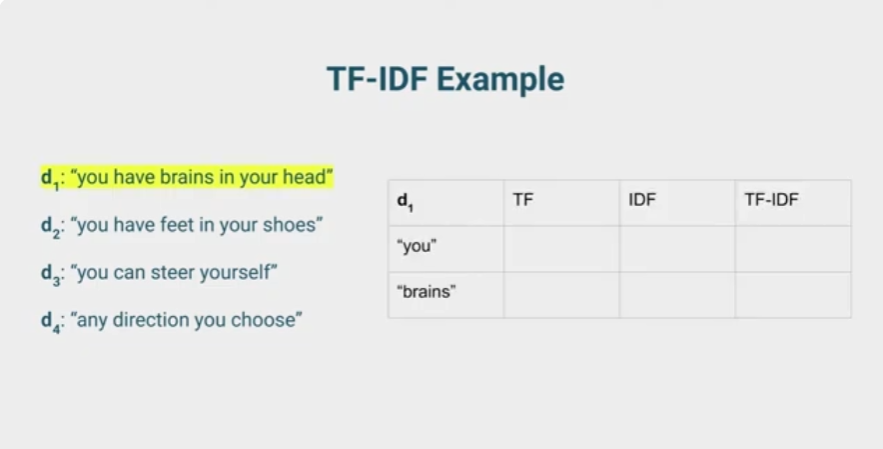 TF-IDF Example
d₁: “you have brains in your head”
d₂: “you have feet in your shoes”
d₃: “you can steer yourself”
d₄: “any direction you choose”
d₁ TF IDF TF-IDF
“you”
“brains”